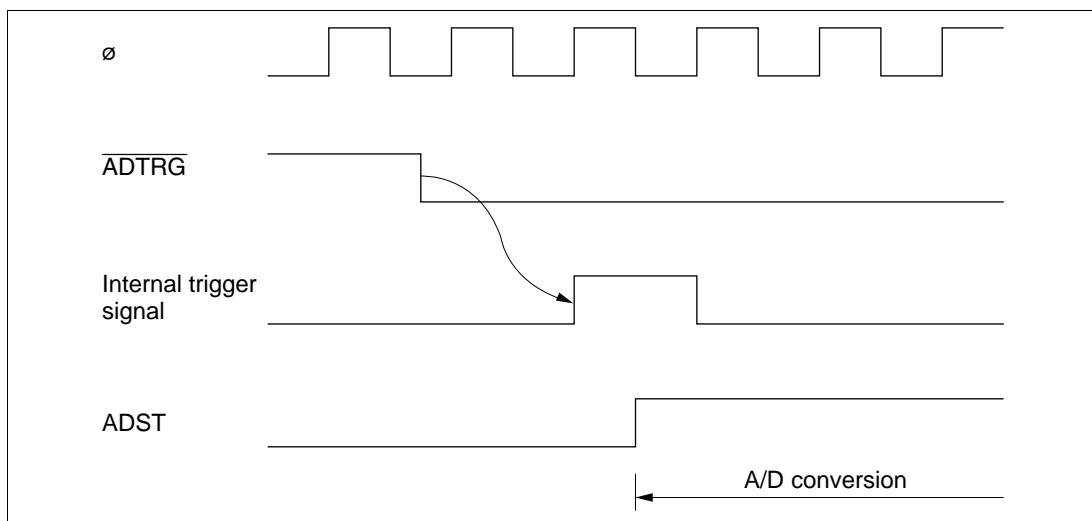 ø
ADTRG
Internal trigger
signal
ADST
A/D conversion